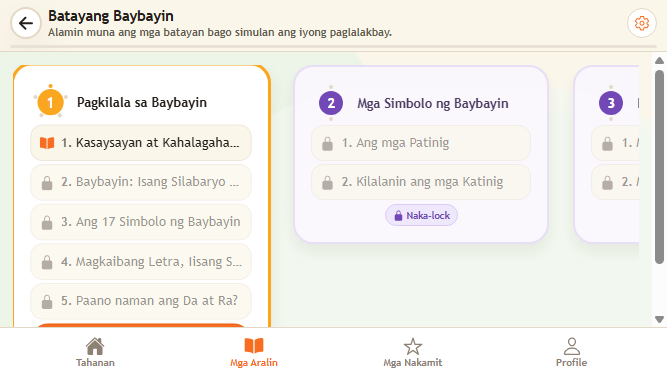 Batayang Baybayin
Alamin muna ang mga batayan bago simulan ang iyong paglalakbay.
1
Pagkilala sa Baybayin
1. Kasaysayan at Kahalagaha...
2. Baybayin: Isang Silabaryo ...
3. Ang 17 Simbolo ng Baybayin
4. Magkaibang Letra, Iisang S...
5. Paano naman ang Da at Ra?
2
Mga Simbolo ng Baybayin
1. Ang mga Patinig
2. Kilalanin ang mga Katinig
Naka-lock
3
1.
2.
Tahanan
Mga Aralin
Mga Nakamit
Profile